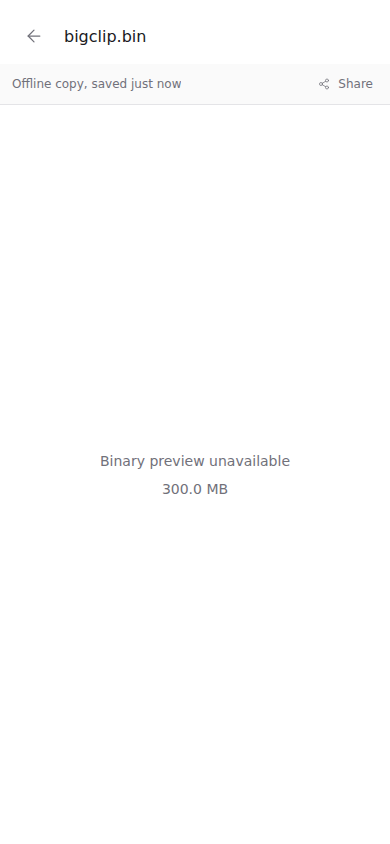 bigclip.bin
Offline copy, saved just now
Share
Binary preview unavailable
300.0 MB